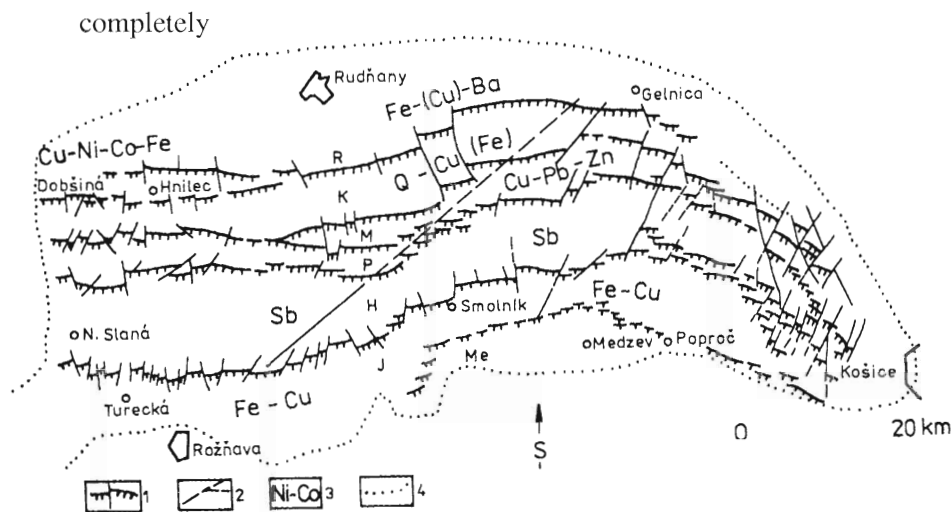 completely
Rudňany
Gelnica
Fe-(Cu)-Ba
Cu-Ni-Co-Fe
(Fe)
R
Q-Cu
Cu-Pb-Zn
Dobšiná
Hnilec
K
M
Sb
P
Fe-Cu
Sb
H
Smolník
N. Slaná
Medzev
Poproč
Me
J
Košice
Turecká
Fe-Cu
Rožňava
S
0
20 km
1
2
Ni-Co 3
4